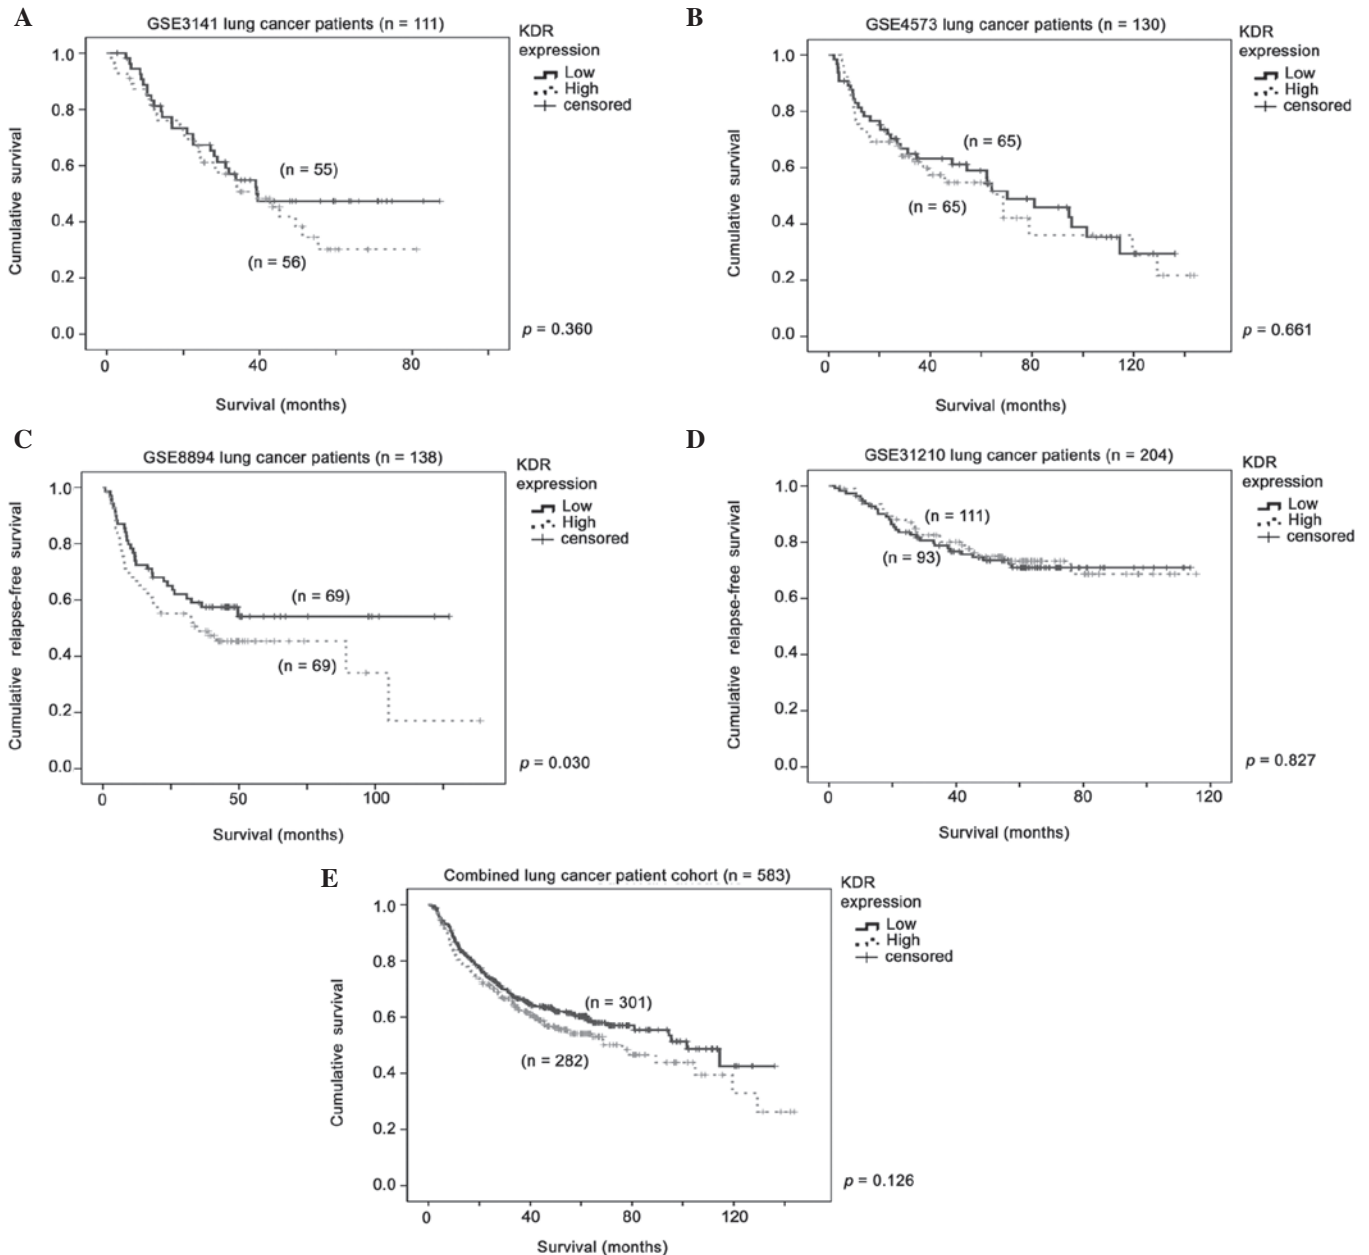 A
GSE3141 lung cancer patients (n = 111)
KDR
expression
Low
High
censored
1.0
0.8
0.6
0.4
0.2
0.0
Cumulative survival
(n = 55)
(n = 56)
p = 0.360
0 40 80
Survival (months)
B
GSE4573 lung cancer patients (n = 130)
KDR
expression
Low
High
censored
1.0
0.8
0.6
0.4
0.2
0.0
Cumulative survival
(n = 65)
(n = 65)
p = 0.661
0 40 80 120
Survival (months)
C
GSE8894 lung cancer patients (n = 138)
KDR
expression
Low
High
censored
1.0
0.8
0.6
0.4
0.2
0.0
Cumulative relapse-free survival
(n = 69)
(n = 69)
p = 0.030
0 50 100
Survival (months)
D
GSE31210 lung cancer patients (n = 204)
KDR
expression
Low
High
censored
1.0
0.8
0.6
0.4
0.2
0.0
Cumulative relapse-free survival
(n = 111)
(n = 93)
p = 0.827
0 40 80 120
Survival (months)
E
Combined lung cancer patient cohort (n = 583)
KDR
expression
Low
High
censored
1.0
0.8
0.6
0.4
0.2
0.0
Cumulative survival
(n = 301)
(n = 282)
p = 0.126
0 40 80 120
Survival (months)